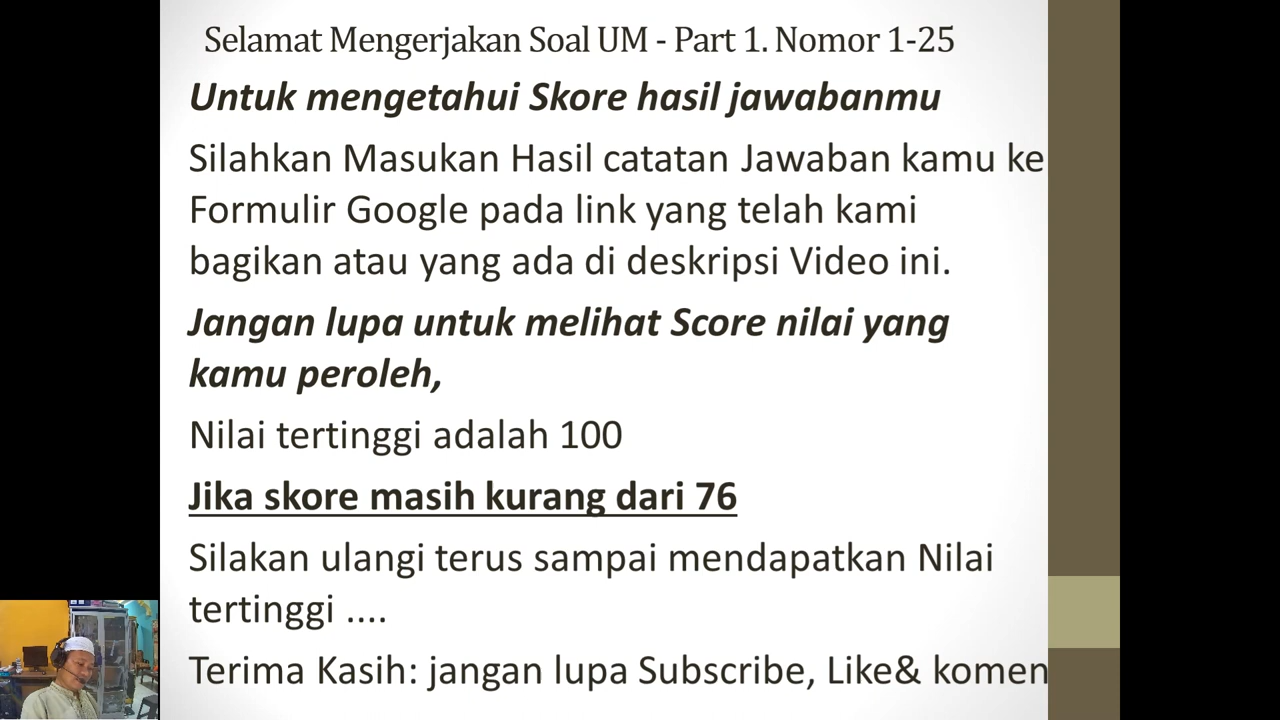 Selamat Mengerjakan Soal UM - Part 1. Nomor 1-25
Untuk mengetahui Skore hasil jawabanmu
Silahkan Masukan Hasil catatan Jawaban kamu ke
Formulir Google pada link yang telah kami
bagikan atau yang ada di deskripsi Video ini.
Jangan lupa untuk melihat Score nilai yang
kamu peroleh,
Nilai tertinggi adalah 100
Jika skore masih kurang dari 76
Silakan ulangi terus sampai mendapatkan Nilai
tertinggi ....
Terima Kasih: jangan lupa Subscribe, Like& komen